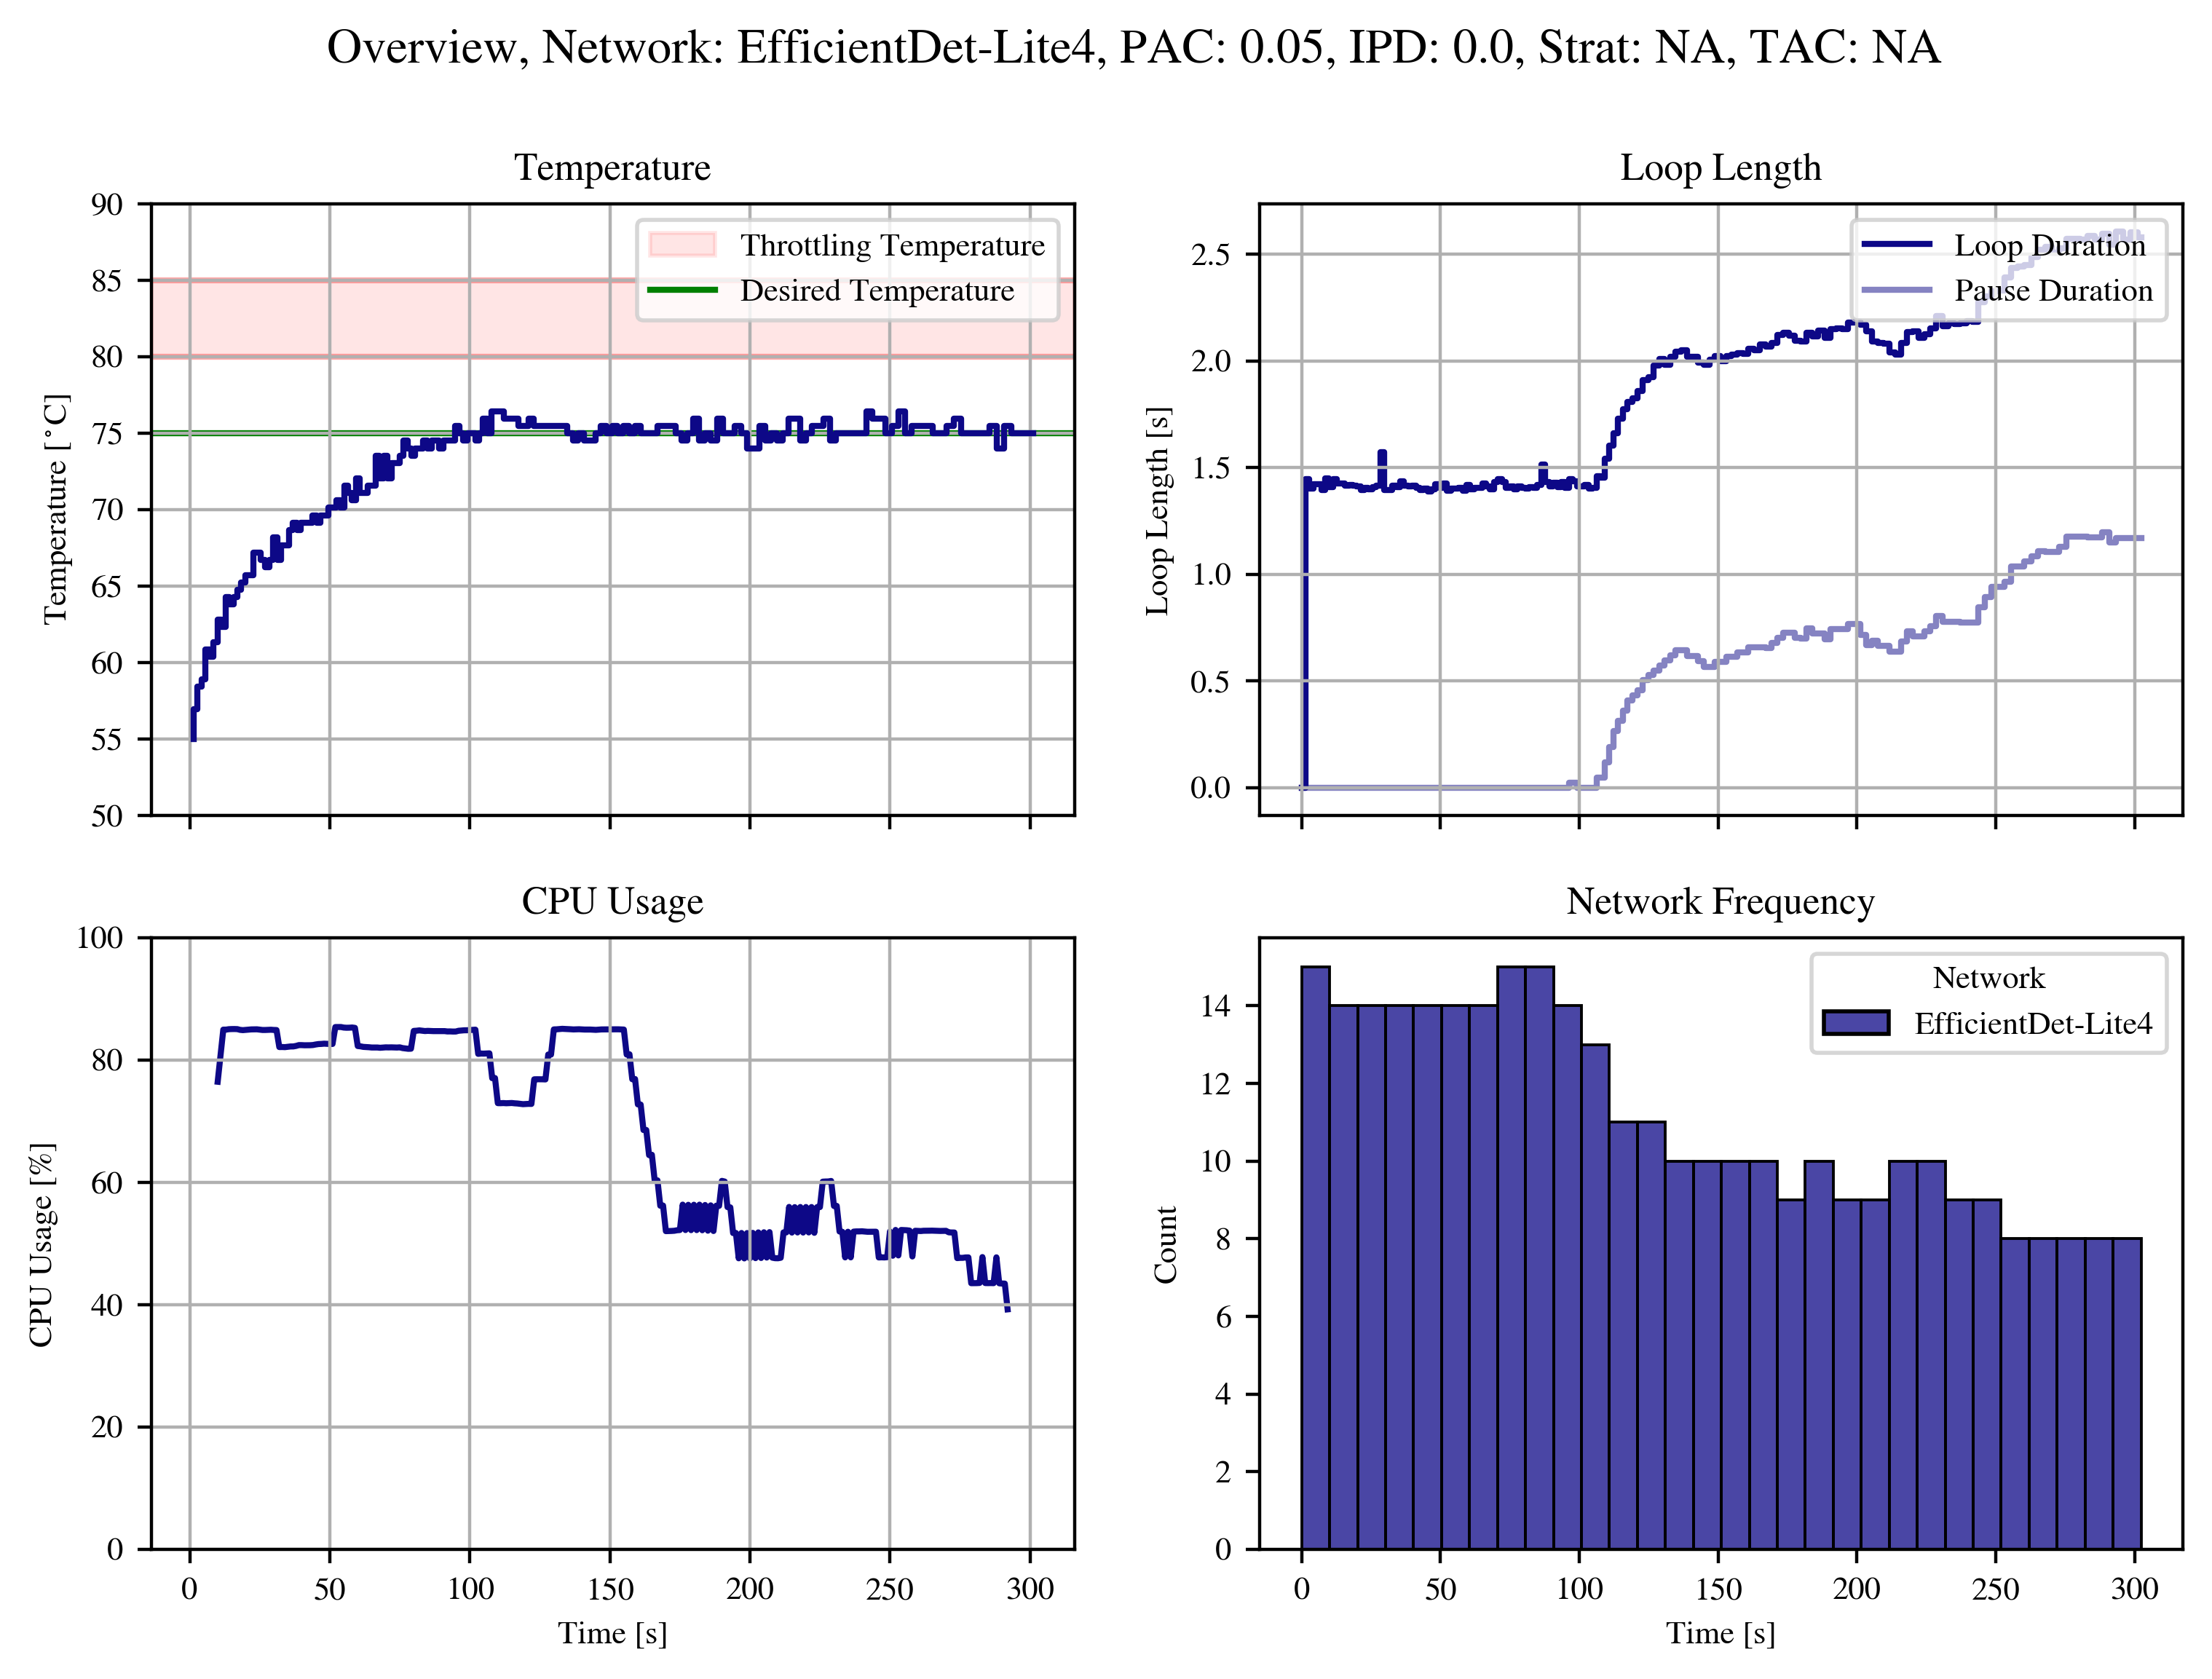 Overview, Network: EfficientDet-Lite4, PAC: 0.05, IPD: 0.0, Strat: NA, TAC: NA
Temperature
90
85
80
75
70
65
60
55
50
Temperature [°C]
Throttling Temperature
Desired Temperature
Loop Length
2.5
2.0
1.5
1.0
0.5
0.0
Loop Length [s]
Loop Duration
Pause Duration
CPU Usage
100
80
60
40
20
0
CPU Usage [%]
0 50 100 150 200 250 300
Time [s]
Network Frequency
14
12
10
8
6
4
2
0
Count
Network
EfficientDet-Lite4
0 50 100 150 200 250 300
Time [s]